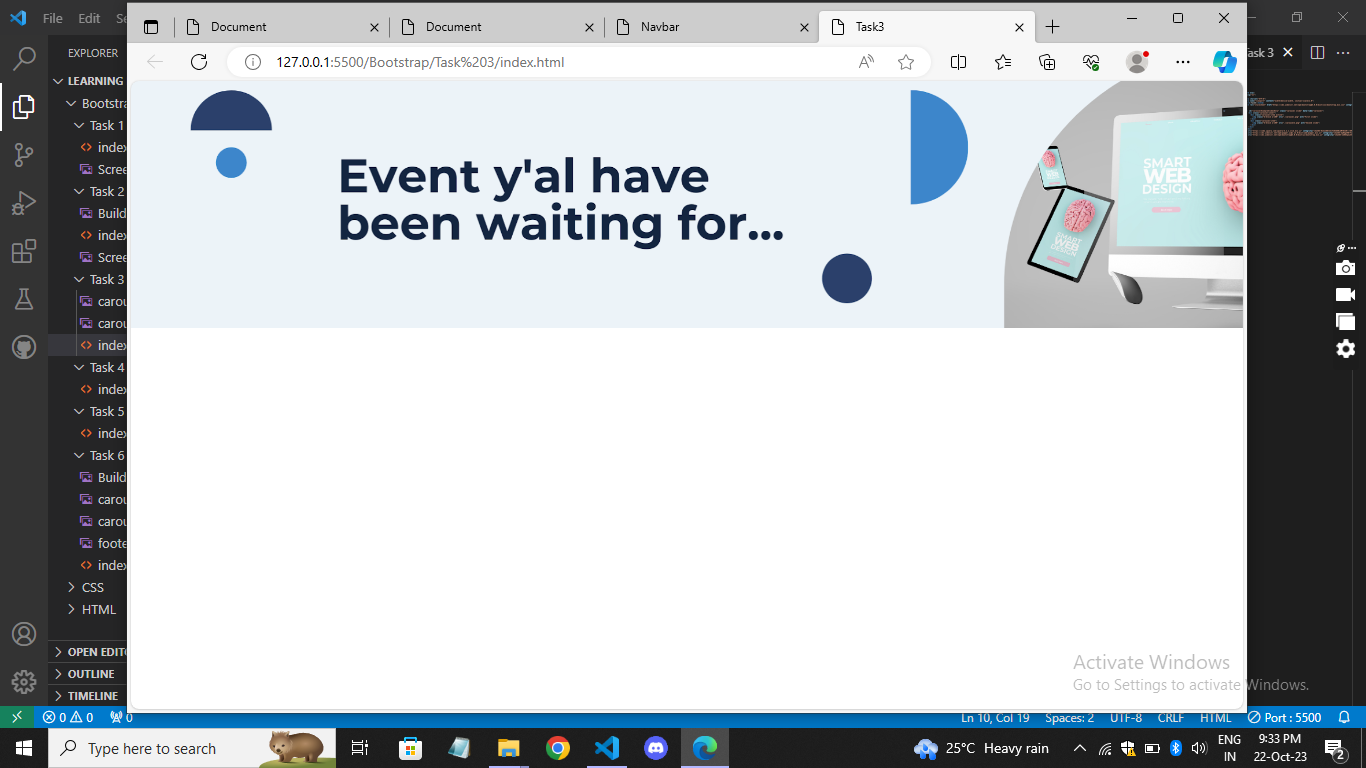 File Edit Se
Document
Document
Navbar
Task3
127.0.0.1:5500/Bootstrap/Task%203/index.html
ask 3
EXPLORER
LEARNING
Bootstra
Task 1
index
Scree
Task 2
Build
index
Scree
Task 3
carou
carou
index
Task 4
index
Task 5
index
Task 6
Build
carou
carou
foote
index
CSS
HTML
OPEN EDIT
OUTLINE
TIMELINE
Event y'al have
been waiting for...
SMART
WEB
DESIGN
SMART
WEB
DESIGN
Activate Windows
Go to Settings to activate Windows.
0 0 0
Ln 10, Col 19 Spaces: 2 UTF-8 CRLF HTML Port : 5500
Type here to search
25°C Heavy rain
ENG
IN
9:33 PM
22-Oct-23
2